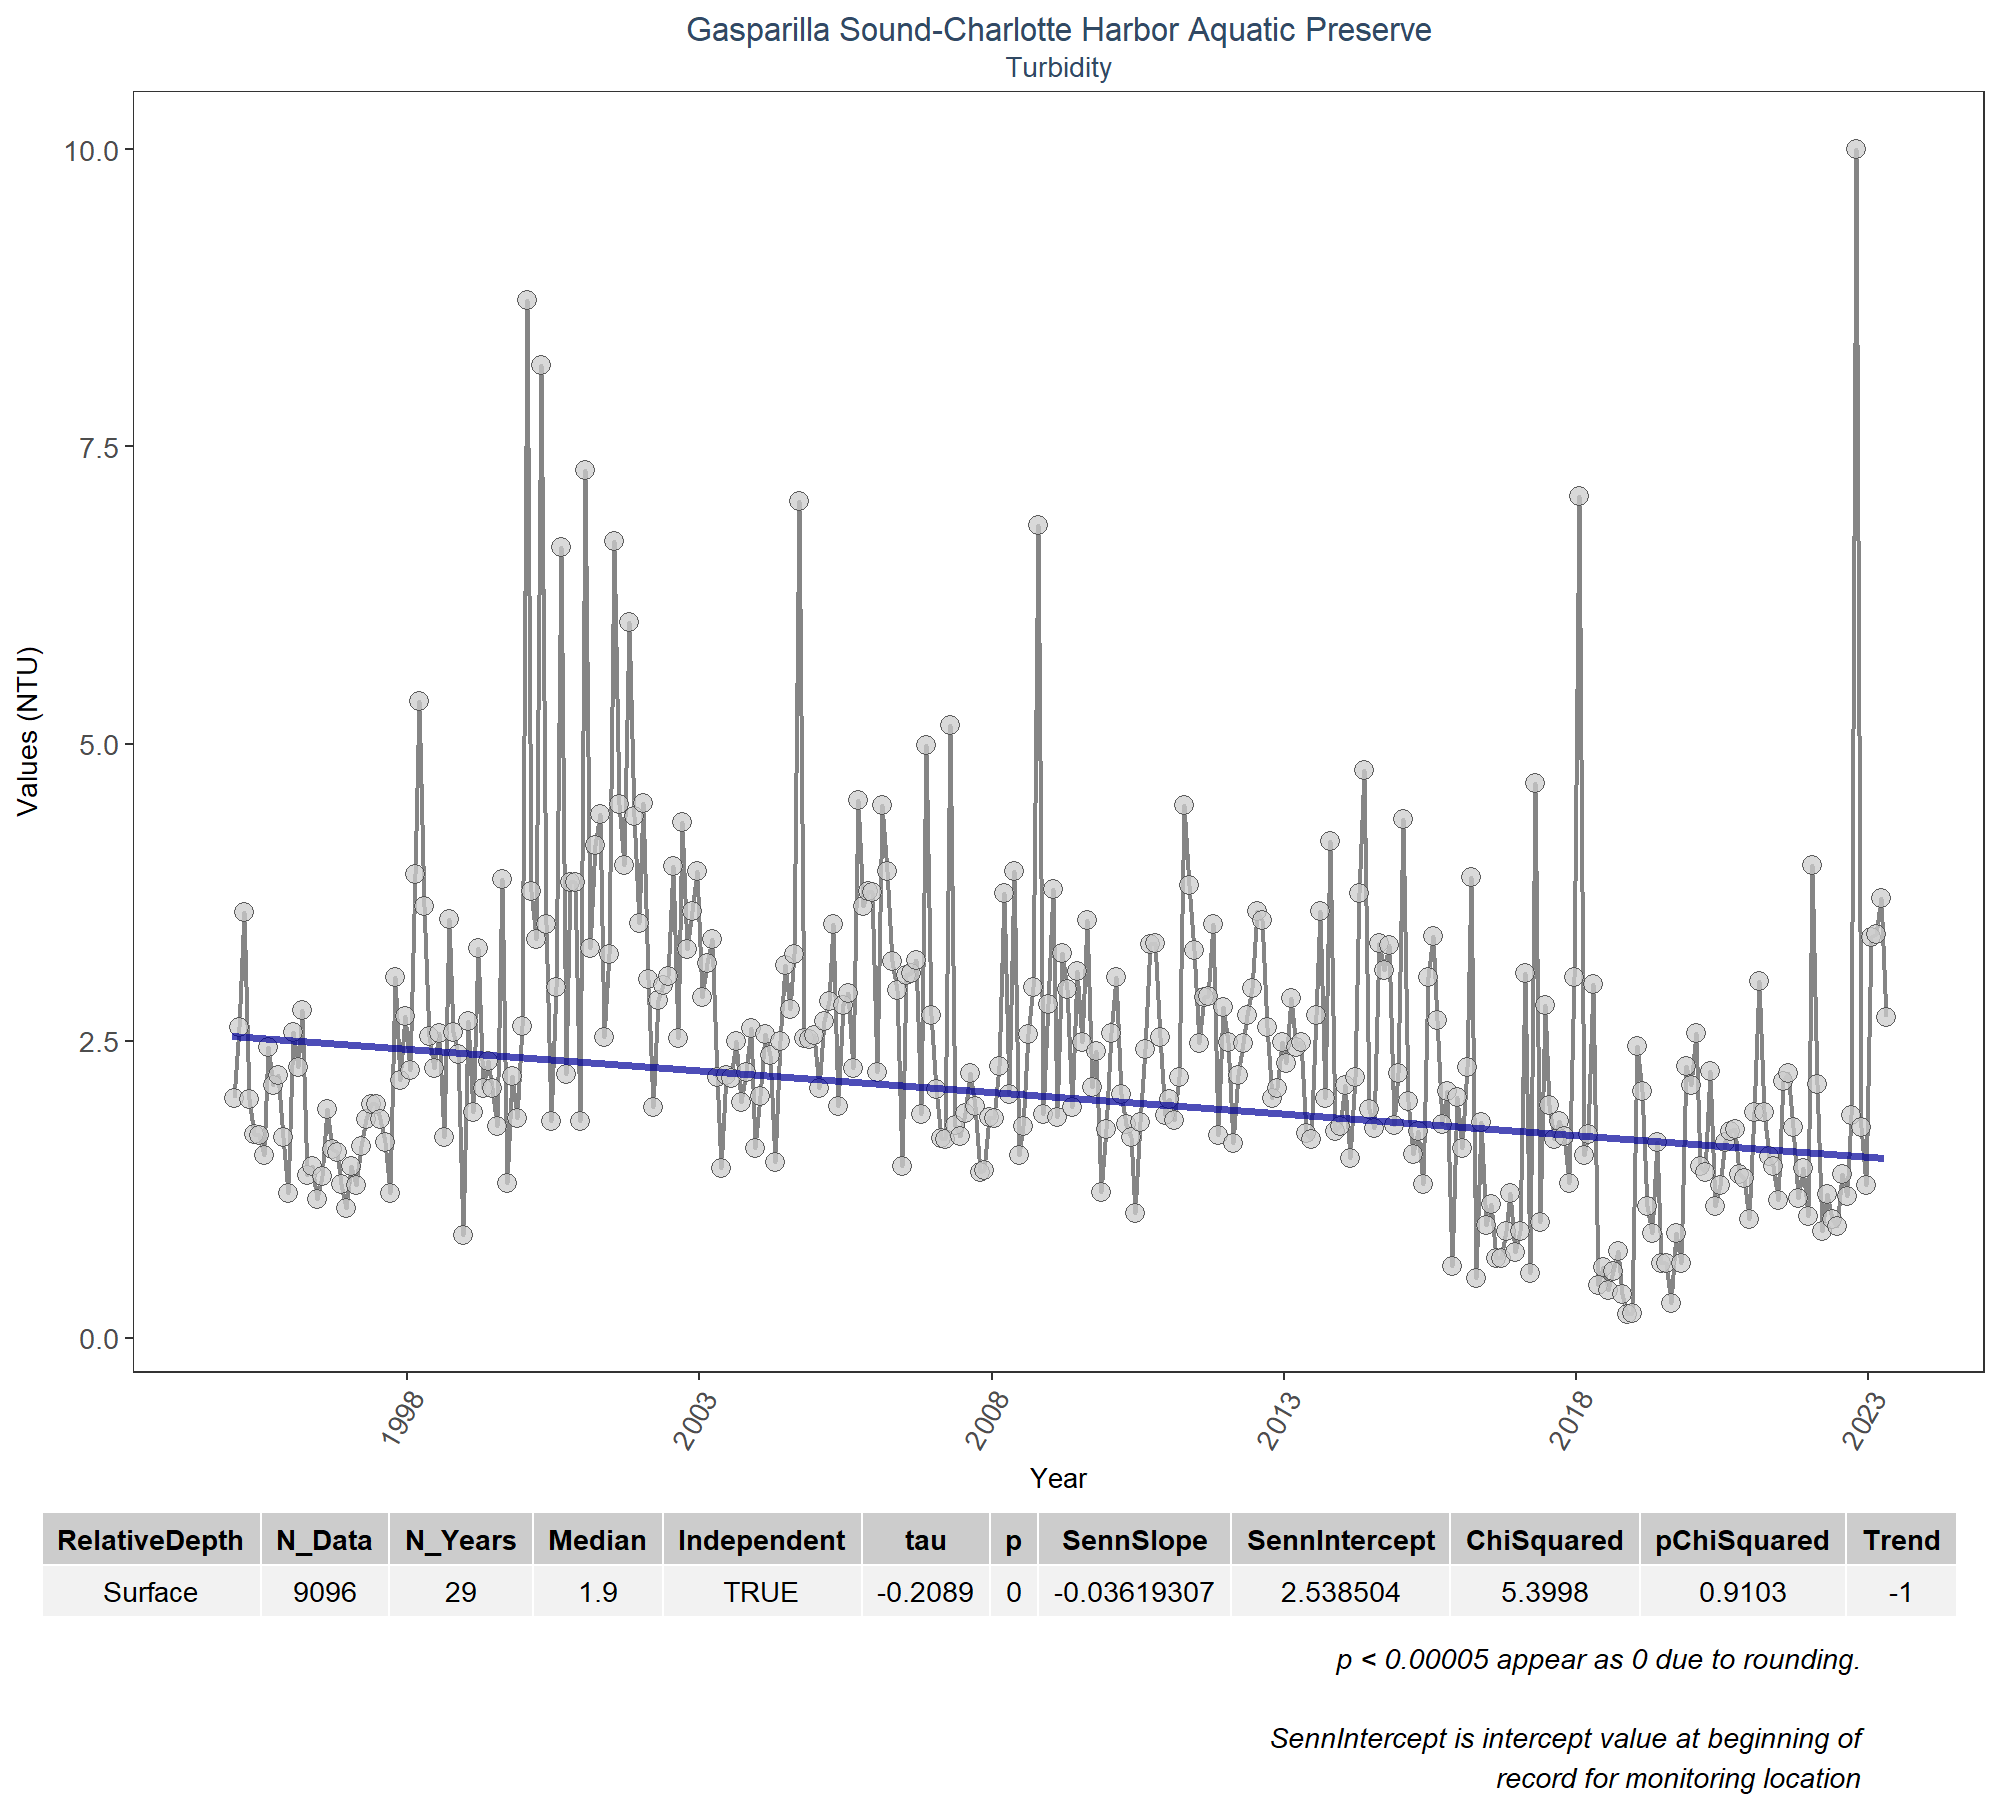 Gasparilla Sound-Charlotte Harbor Aquatic Preserve
Turbidity
10.0
7.5
5.0
2.5
0.0
Values (NTU)
1998 2003 2008 2013 2018 2023
Year
RelativeDepth N_Data N_Years Median Independent tau p SennSlope SennIntercept ChiSquared pChiSquared Trend
Surface 9096 29 1.9 TRUE -0.2089 0 -0.03619307 2.538504 5.3998 0.9103 -1
p < 0.00005 appear as 0 due to rounding.
SennIntercept is intercept value at beginning of
record for monitoring location